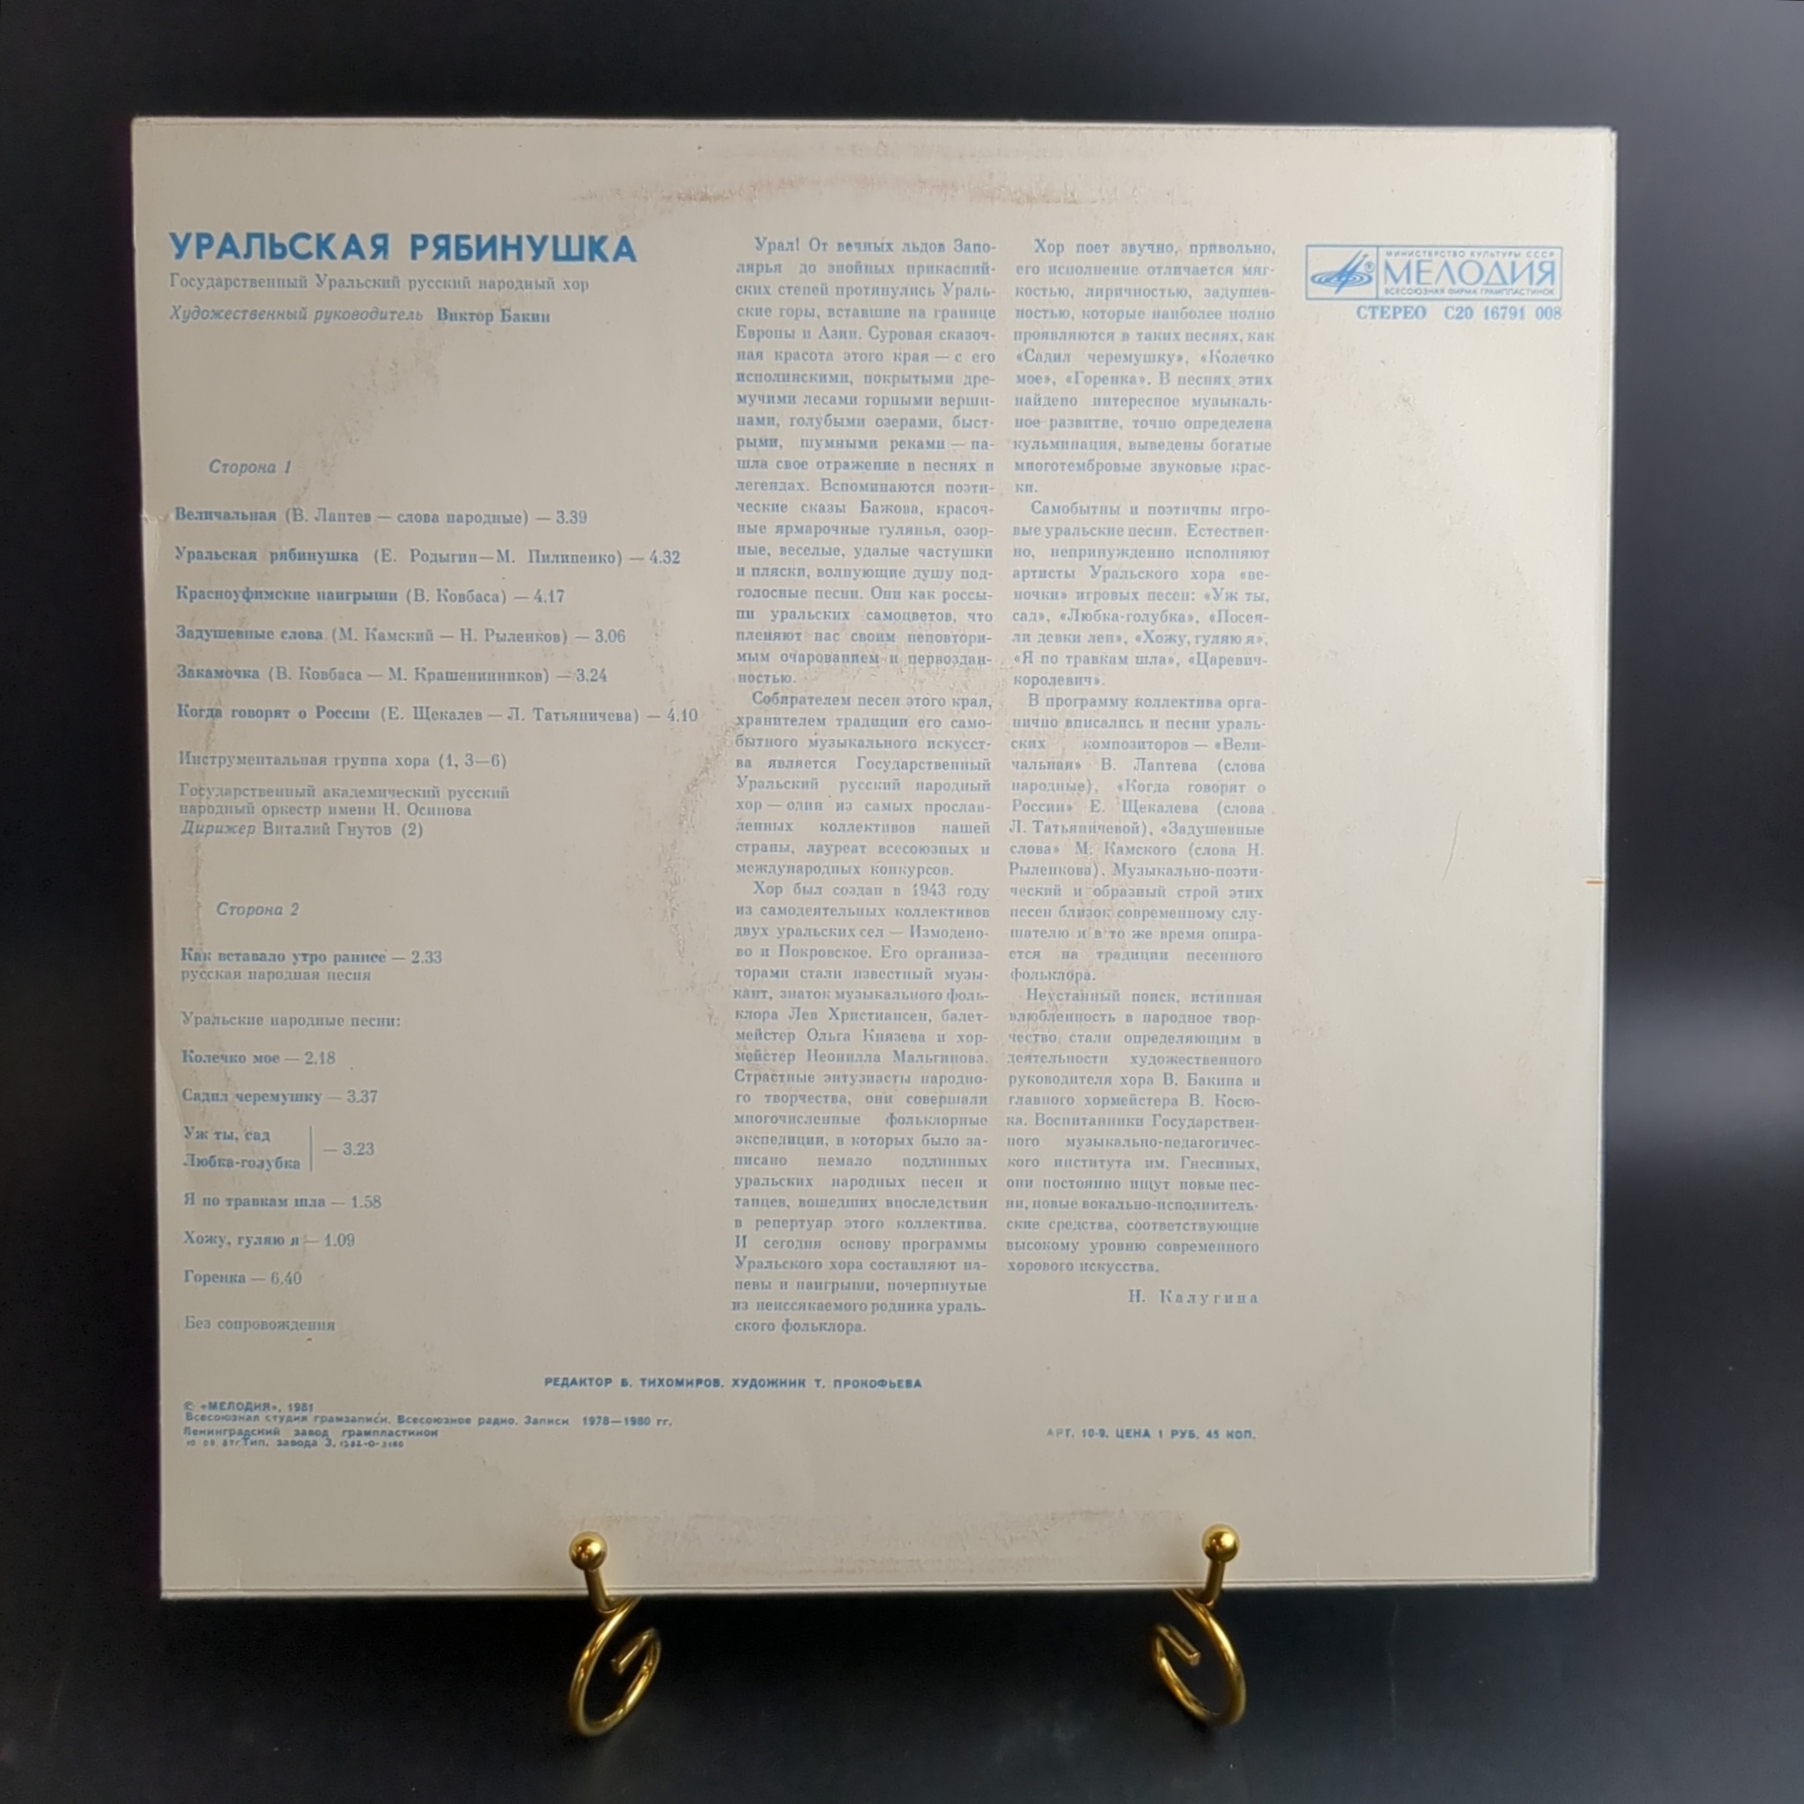 УРАЛЬСКАЯ РЯБИНУШКА
Государственный Уральский русский народный хор
Художественный руководитель Виктор Бакин
Сторона 1
Величальная (В. Лаптев — слова народные) — 3.39
Уральская рябинушка (Е. Родыгин—М. Пилипенко) — 4.32
Красноуфимские наигрыши (В. Ковбаса) — 4.17
Задушевные слова (М. Камский — Н. Рыленков) — 3.06
Закамочка (В. Ковбаса — М. Крашенинников) — 3.24
Когда говорят о России (Е. Щекалев — Л. Татьяничева) — 4.10
Инструментальная группа хора (1, 3—6)
Государственный академический русский
народный оркестр имени Н. Осипова
Дирижер Виталий Гнутов (2)
Сторона 2
Как вставало утро раннее — 2.33
русская народная песня
Уральские народные песни:
Колечко мое — 2.18
Садил черемушку — 3.37
Уж ты, сад
Любка-голубка — 3.23
Я по травкам шла — 1.58
Хожу, гуляю я — 1.09
Горенка — 6.40
Без сопровождения
Урал! От вечных льдов Запо-
лярья до знойных прикаспий-
ских степей протянулись Ураль-
ские горы, вставшие на границе
Европы и Азии. Суровая сказоч-
ная красота этого края — с его
исполинскими, покрытыми дре-
мучими лесами горными верши-
нами, голубыми озерами, быст-
рыми, шумными реками — на-
шла свое отражение в песнях и
легендах. Вспоминаются поэти-
ческие сказы Бажова, красоч-
ные ярмарочные гулянья, озор-
ные, веселые, удалые частушки
и пляски, волнующие душу под-
голосные песни. Они как россы-
пи уральских самоцветов, что
пленяют нас своим неповтори-
мым очарованием и первоздан-
ностью.
Собирателем песен этого края,
хранителем традиции его само-
бытного музыкального искусст-
ва является Государственный
Уральский русский народный
хор — один из самых прослав-
ленных коллективов нашей
страны, лауреат всесоюзных и
международных конкурсов.
Хор был создан в 1943 году
из самодеятельных коллективов
двух уральских сел — Измодено-
во и Покровское. Его организа-
торами стали известный музы-
кант, знаток музыкального фоль-
клора Лев Христиансен, балет-
мейстер Ольга Князева и хор-
мейстер Неонилла Мальгинова.
Страстные энтузиасты народно-
го творчества, они совершали
многочисленные фольклорные
экспедиции, в которых было за-
писано немало подлинных
уральских народных песен и
танцев, вошедших впоследствии
в репертуар этого коллектива.
И сегодня основу программы
Уральского хора составляют на-
певы и наигрыши, почерпнутые
из неиссякаемого родника ураль-
ского фольклора.
Хор поет звучно, привольно,
его исполнение отличается мяг-
костью, лиричностью, задушев-
ностью, которые наиболее полно
проявляются в таких песнях, как
«Садил черемушку», «Колечко
мое», «Горенка». В песнях этих
найдено интересное музыкаль-
ное развитие, точно определена
кульминация, выведены богатые
многотембровые звуковые крас-
ки.
Самобытны и поэтичны игро-
вые уральские песни. Естествен-
но, непринужденно исполняют
артисты Уральского хора «ве-
ночки» игровых песен: «Уж ты,
сад», «Любка-голубка», «Посея-
ли девки лен», «Хожу, гуляю я»,
«Я по травкам шла», «Царевич-
королевич».
В программу коллектива орга-
нично вписались и песни ураль-
ских композиторов — «Вели-
чальная» В. Лаптева (слова
народные), «Когда говорят о
России» Е. Щекалева (слова
Л. Татьяничевой), «Задушевные
слова» М. Камского (слова Н.
Рыленкова). Музыкально-поэти-
ческий и образный строй этих
песен близок современному слу-
шателю и в то же время опира-
ется на традиции песенного
фольклора.
Неустанный поиск, истинная
влюбленность в народное твор-
чество стали определяющим в
деятельности художественного
руководителя хора В. Бакина и
главного хормейстера В. Косю-
ка. Воспитанники Государствен-
ного музыкально-педагогичес-
кого института им. Гнесиных,
они постоянно ищут новые пес-
ни, новые вокально-исполнитель-
ские средства, соответствующие
высокому уровню современного
хорового искусства.
Н. Калугина
МИНИСТЕРСТВО КУЛЬТУРЫ СССР
МЕЛОДИЯ
ВСЕСОЮЗНАЯ ФИРМА ГРАМПЛАСТИНОК
СТЕРЕО С20 16791 008
РЕДАКТОР Б. ТИХОМИРОВ. ХУДОЖНИК Т. ПРОКОФЬЕВА
© «МЕЛОДИЯ», 1981
Всесоюзная студия грамзаписи. Всесоюзное радио. Записи 1978—1980 гг.
Ленинградский завод грампластинок
Тип. завода З.
АРТ. 10-9. ЦЕНА 1 РУБ. 45 КОП.